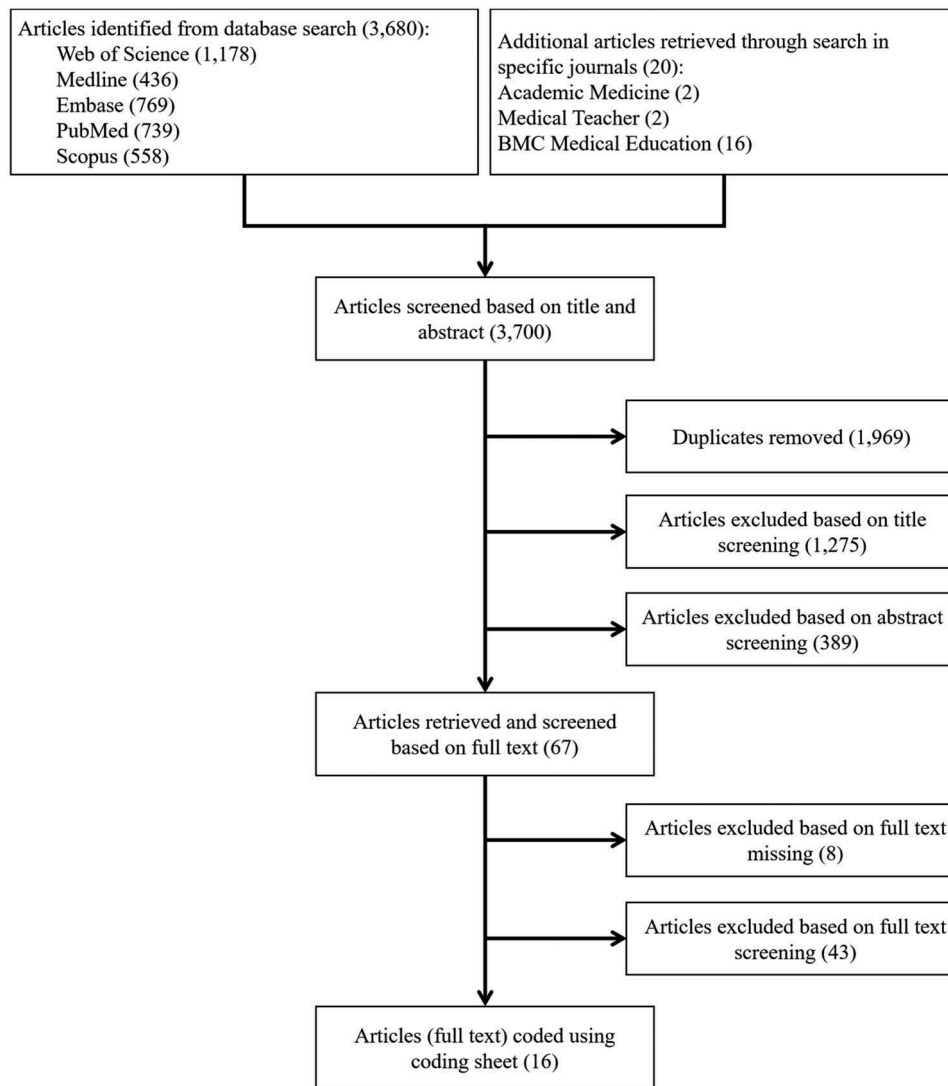 Articles identified from database search (3,680):
Web of Science (1,178)
Medline (436)
Embase (769)
PubMed (739)
Scopus (558)
Additional articles retrieved through search in
specific journals (20):
Academic Medicine (2)
Medical Teacher (2)
BMC Medical Education (16)
Articles screened based on title and
abstract (3,700)
Duplicates removed (1,969)
Articles excluded based on title
screening (1,275)
Articles excluded based on abstract
screening (389)
Articles retrieved and screened
based on full text (67)
Articles excluded based on full text
missing (8)
Articles excluded based on full text
screening (43)
Articles (full text) coded using
coding sheet (16)